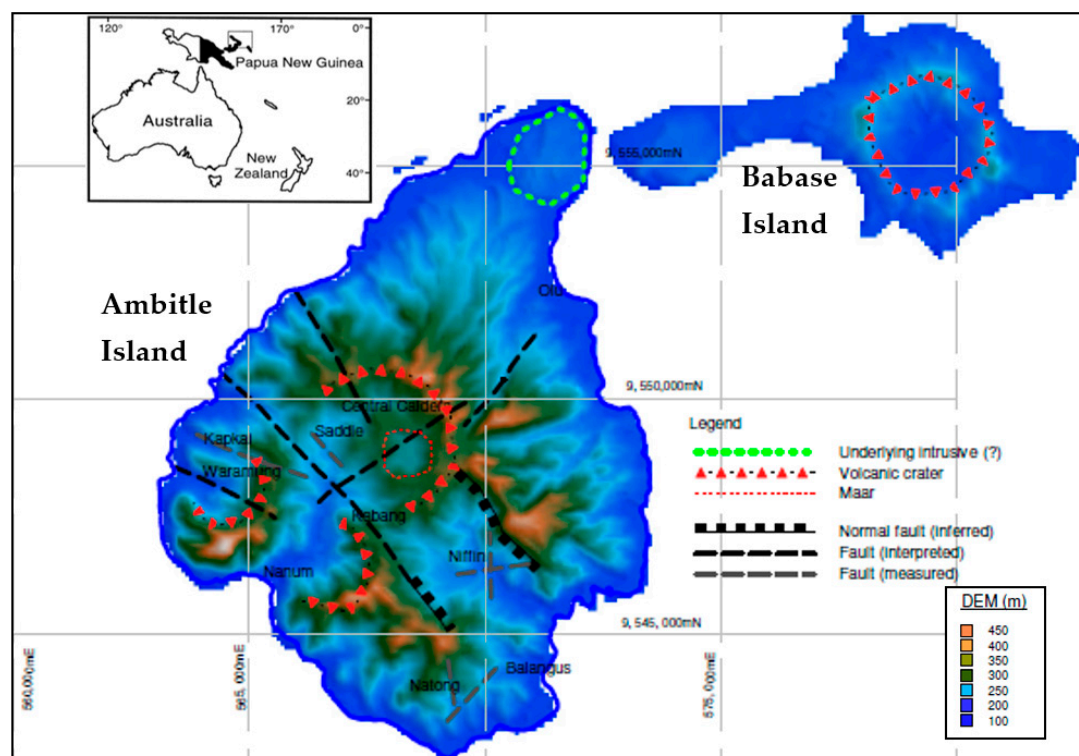 120°
170°
0°
Papua New Guinea
20°
Australia
New
Zealand
40°
9, 555, 000mN
Babase
Island
Ambitle
Island
Olu
9, 550, 000mN
Central Caldera
Saddle
Kapkai
Waramung
Kabang
Niffin
Nanum
9, 545, 000mN
Balangus
Natong
560, 000mE
565, 000mE
575, 000mE
Legend
Underlying intrusive (?)
Volcanic crater
Maar
Normal fault (inferred)
Fault (interpreted)
Fault (measured)
DEM (m)
450
400
350
300
250
200
100